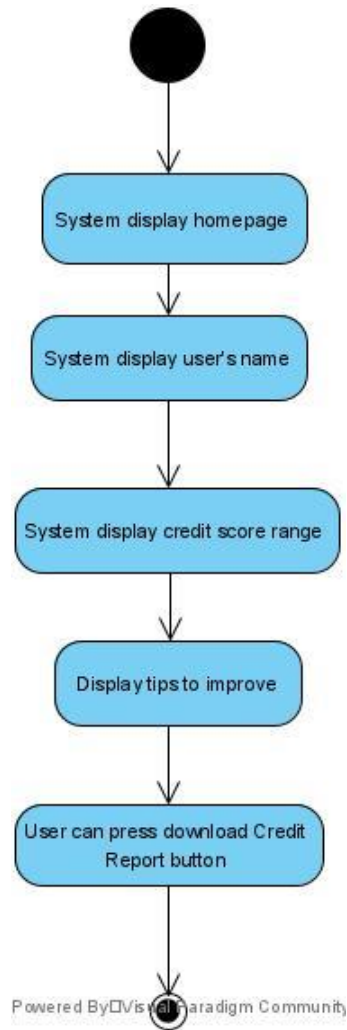 System display homepage
System display user's name
System display credit score range
Display tips to improve
User can press download Credit
Report button
Powered By□Visual Paradigm Community